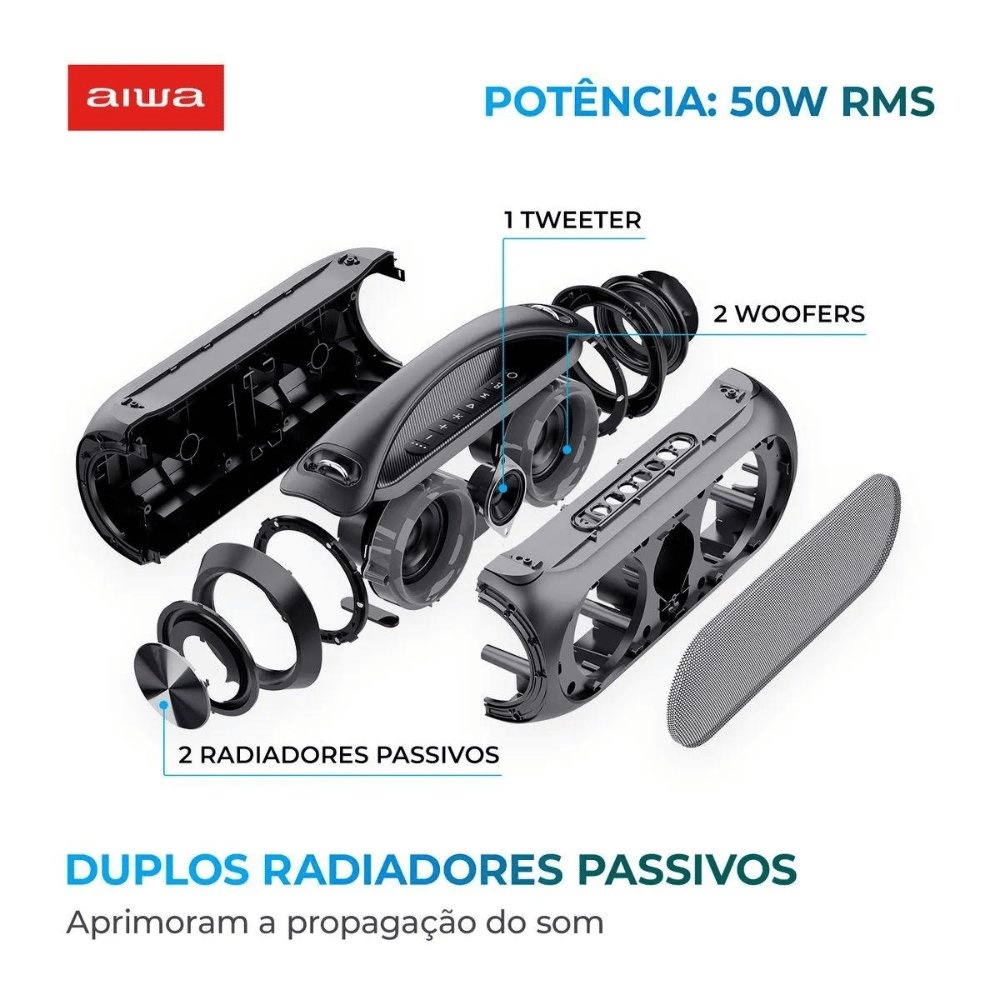 aiwa
POTÊNCIA: 50W RMS
1 TWEETER
2 WOOFERS
2 RADIADORES PASSIVOS
DUPLOS RADIADORES PASSIVOS
Aprimoram a propagação do som